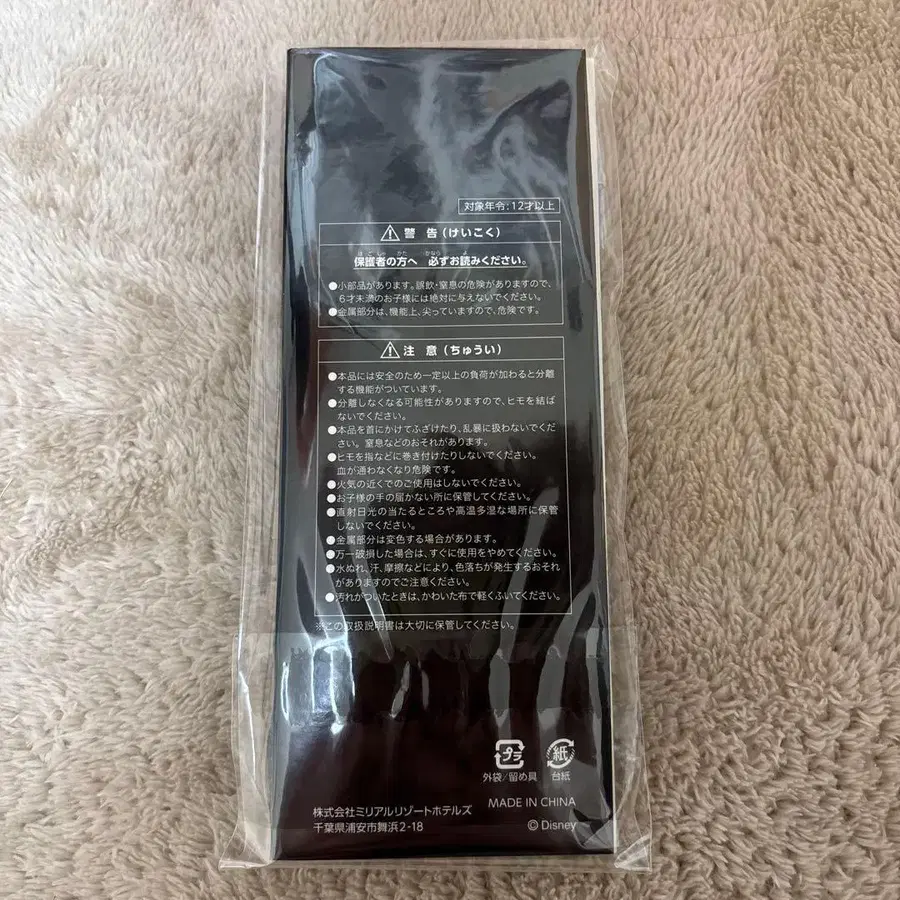 対象年令:12才以上
⚠警 告(けいこく)
保護者の方へ 必ずお読みください。
●小部品があります。誤飲・窒息の危険がありますので、
6才未満のお子様には絶対に与えないでください。
●金属部分は、機能上、尖っていますので、危険です。
⚠注 意(ちゅうい)
●本品には安全のため一定以上の負荷が加わると分離
する機能がついています。
●分離しなくなる可能性がありますので、ヒモを結ば
ないでください。
●本品を首にかけてふざけたり、乱暴に扱わないでくだ
さい。窒息などのおそれがあります。
●ヒモを指などに巻き付けたりしないでください。
血が通わなくなり危険です。
●火気の近くでのご使用はしないでください。
●お子様の手の届かない所に保管してください。
●直射日光の当たるところや高温多湿な場所に保管
しないでください。
●金属部分は変色する場合があります。
●万一破損した場合は、すぐに使用をやめてください。
●水ぬれ、汗、摩擦などにより、色落ちが発生するおそれ
がありますのでご注意ください。
●汚れがついたときは、かわいた布で軽くふいてください。
※この取扱説明書は大切に保管してください。
プラ 紙
外袋/留め具 台紙
MADE IN CHINA
株式会社ミリアルリゾートホテルズ
千葉県浦安市舞浜2-18
© Disney